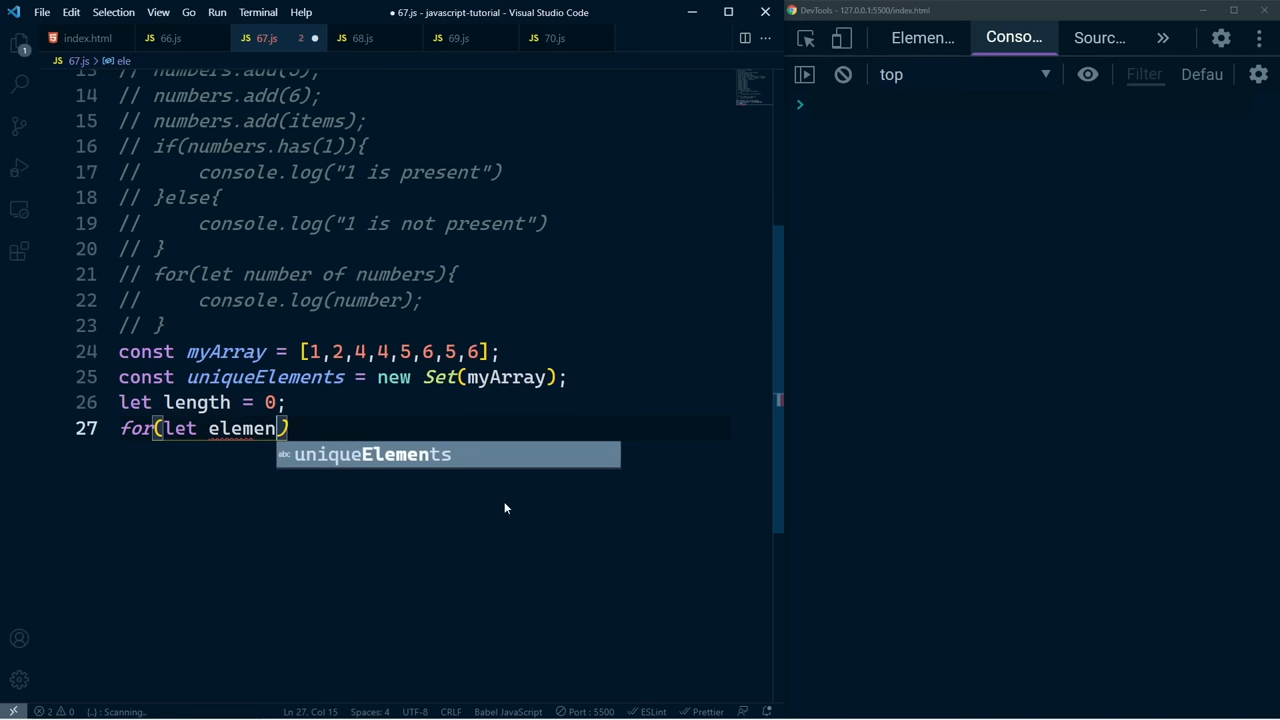 File Edit Selection View Go Run Terminal Help
● 67.js - javascript-tutorial - Visual Studio Code
DevTools - 127.0.0.1:5500/index.html
index.html
JS 66.js
JS 67.js 2 ●
JS 68.js
JS 69.js
JS 70.js
Elemen...
Conso...
Sourc...
JS 67.js > ele
top
Filter
Defau
1
13 // numbers.add(5);
14 // numbers.add(6);
15 // numbers.add(items);
16 // if(numbers.has(1)){
17 //     console.log("1 is present")
18 // }else{
19 //     console.log("1 is not present")
20 // }
21 // for(let number of numbers){
22 //     console.log(number);
23 // }
24 const myArray = [1,2,4,4,5,6,5,6];
25 const uniqueElements = new Set(myArray);
26 let length = 0;
27 for(let elemen)
abc uniqueElements
2 0 {..} : Scanning..
Ln 27, Col 15 Spaces: 4 UTF-8 CRLF Babel JavaScript Port : 5500 ESLint Prettier